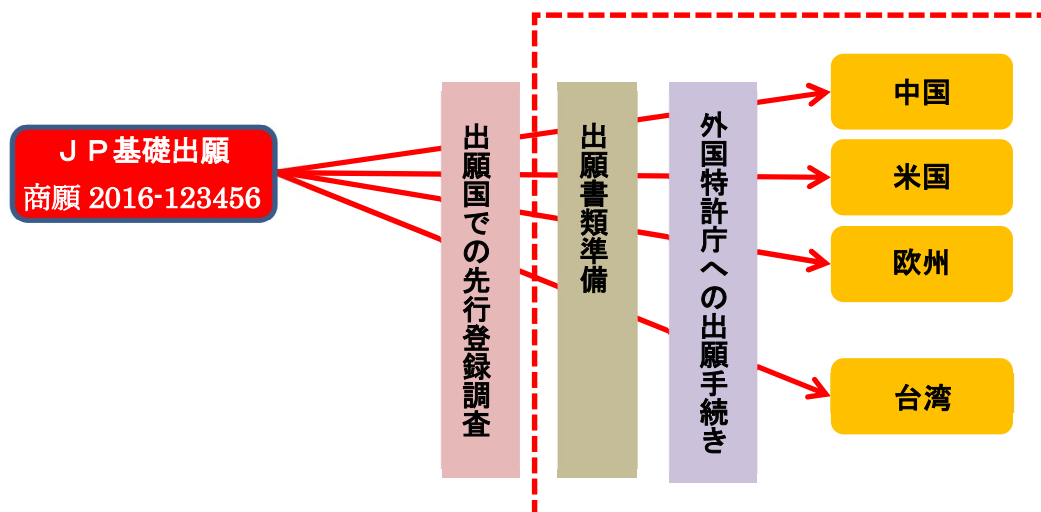 ＪＰ基礎出願
商願 2016-123456
出願国での先行登録調査
出願書類準備
外国特許庁への出願手続き
中国
米国
欧州
台湾